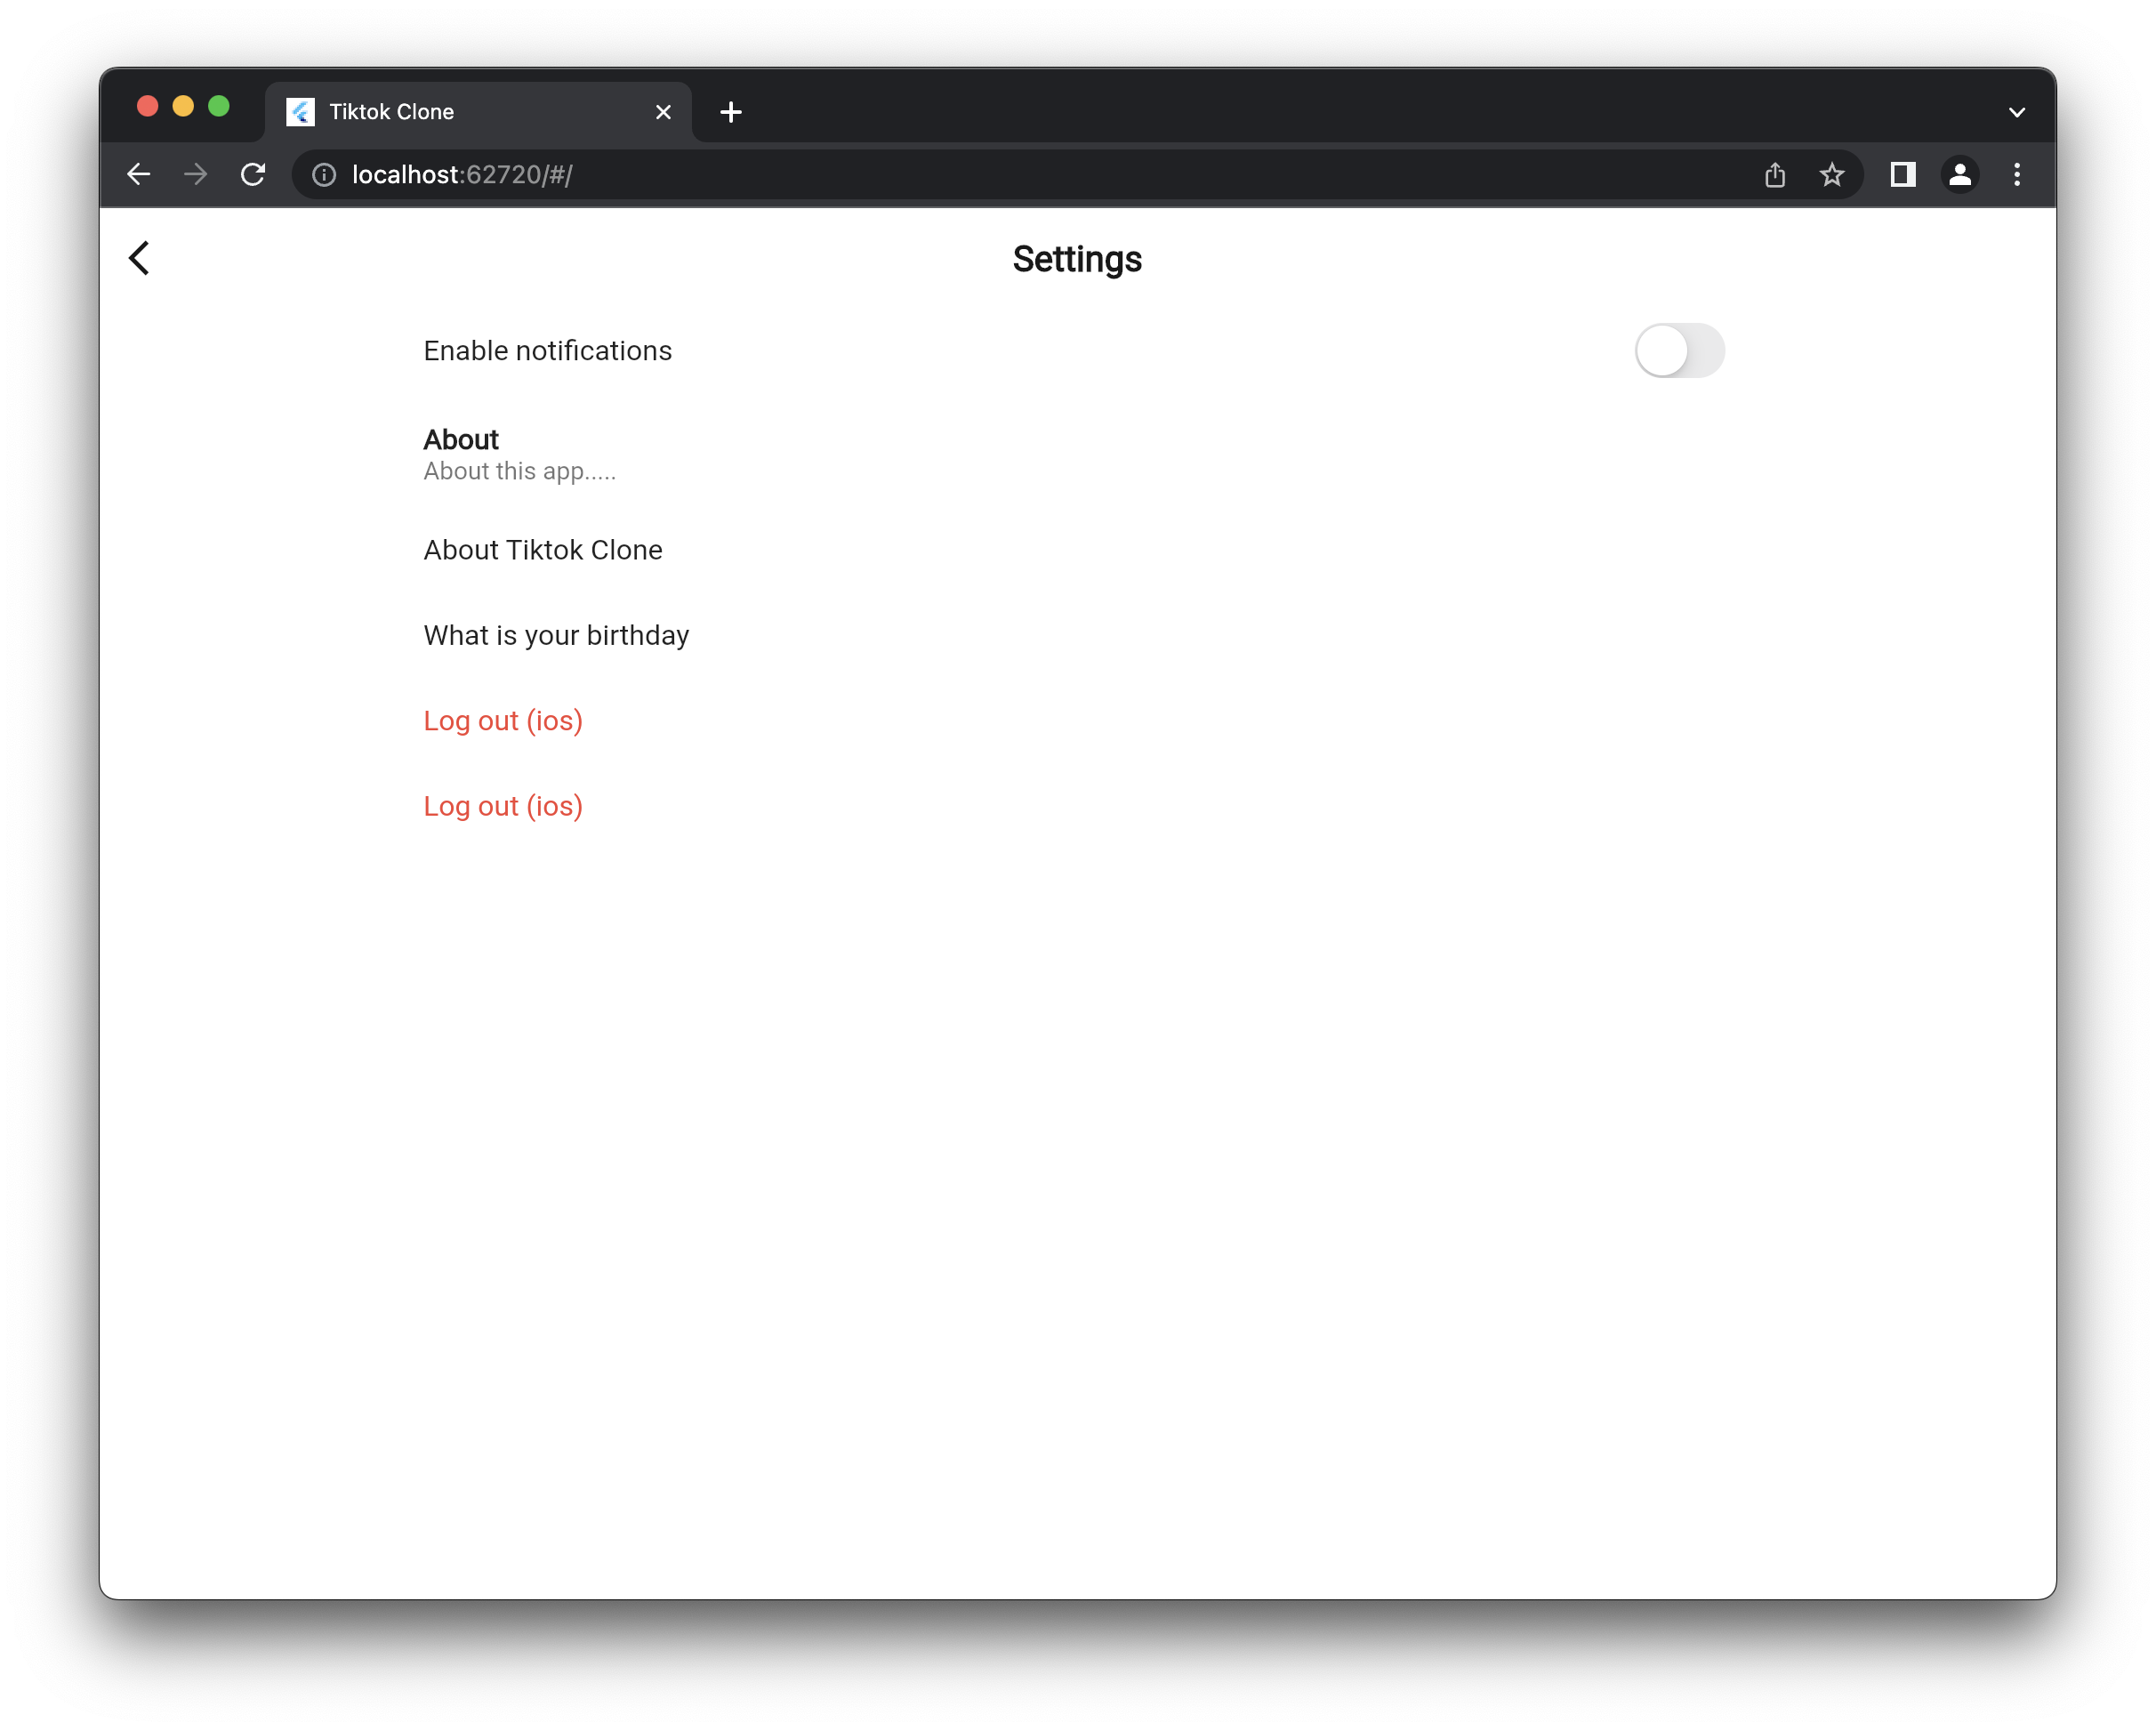 Tiktok Clone
localhost:62720/#/
Settings
Enable notifications
About
About this app.....
About Tiktok Clone
What is your birthday
Log out (ios)
Log out (ios)